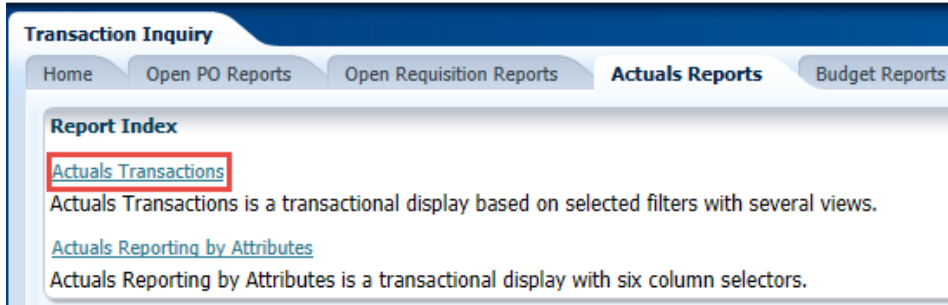 Transaction Inquiry
Home Open PO Reports Open Requisition Reports Actuals Reports Budget Reports
Report Index
Actuals Transactions
Actuals Transactions is a transactional display based on selected filters with several views.
Actuals Reporting by Attributes
Actuals Reporting by Attributes is a transactional display with six column selectors.